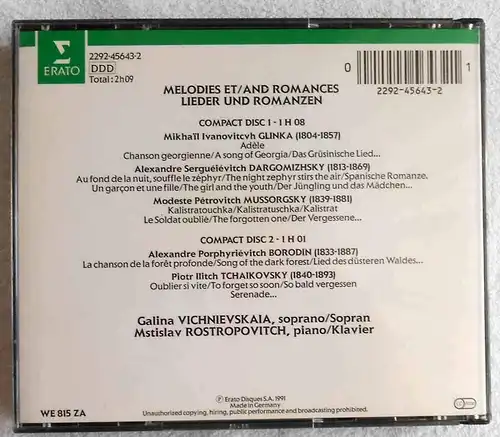 ERATO
2292-45643-2
DDD
Total: 2h09
0 1
2292-45643-2
MELODIES ET/AND ROMANCES
LIEDER UND ROMANZEN
COMPACT DISC 1 - 1 H 08
Mikhaïl Ivanovitcvh GLINKA (1804-1857)
Adèle
Chanson georgienne/A song of Georgia/Das Grüsinische Lied...
Alexandre Serguéiévitch DARGOMIZHSKY (1813-1869)
Au fond de la nuit, souffle le zéphyr/The night zephyr stirs the air/Spanische Romanze.
Un garçon et une fille/The girl and the youth/Der Jüngling und das Mädchen...
Modeste Pétrovitch MUSSORGSKY (1839-1881)
Kalistratouchka/Kalistratuschka/Kalistrat
Le Soldat oublié/The forgotten one/Der Vergessene...
COMPACT DISC 2 - 1 H 01
Alexandre Porphyriévitch BORODIN (1833-1887)
La chanson de la forêt profonde/Song of the dark forest/Lied des düsteren Waldes...
Piotr Ilitch TCHAIKOVSKY (1840-1893)
Oublier si vite/To forget so soon/So bald vergessen
Serenade...
Galina VICHNIEVSKAIA, soprano/Sopran
Mstislav ROSTROPOVITCH, piano/Klavier
℗ Erato Disques S.A. 1991
Made in Germany
Unauthorized copying, hiring, public performance and broadcasting prohibited.
WE 815 ZA